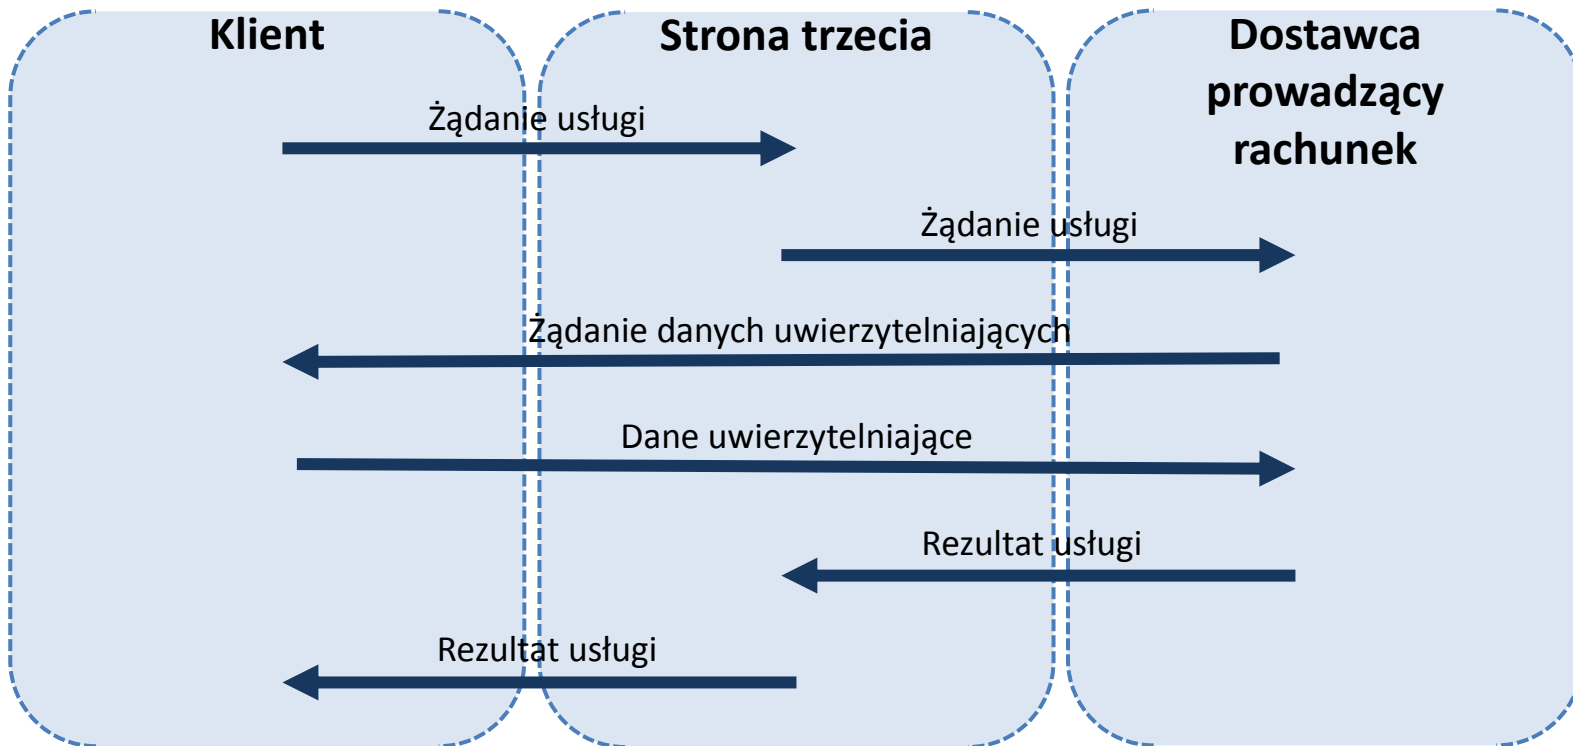 Klient
Strona trzecia
Dostawca
prowadzący
rachunek
Żądanie usługi
Żądanie usługi
Żądanie danych uwierzytelniających
Dane uwierzytelniające
Rezultat usługi
Rezultat usługi